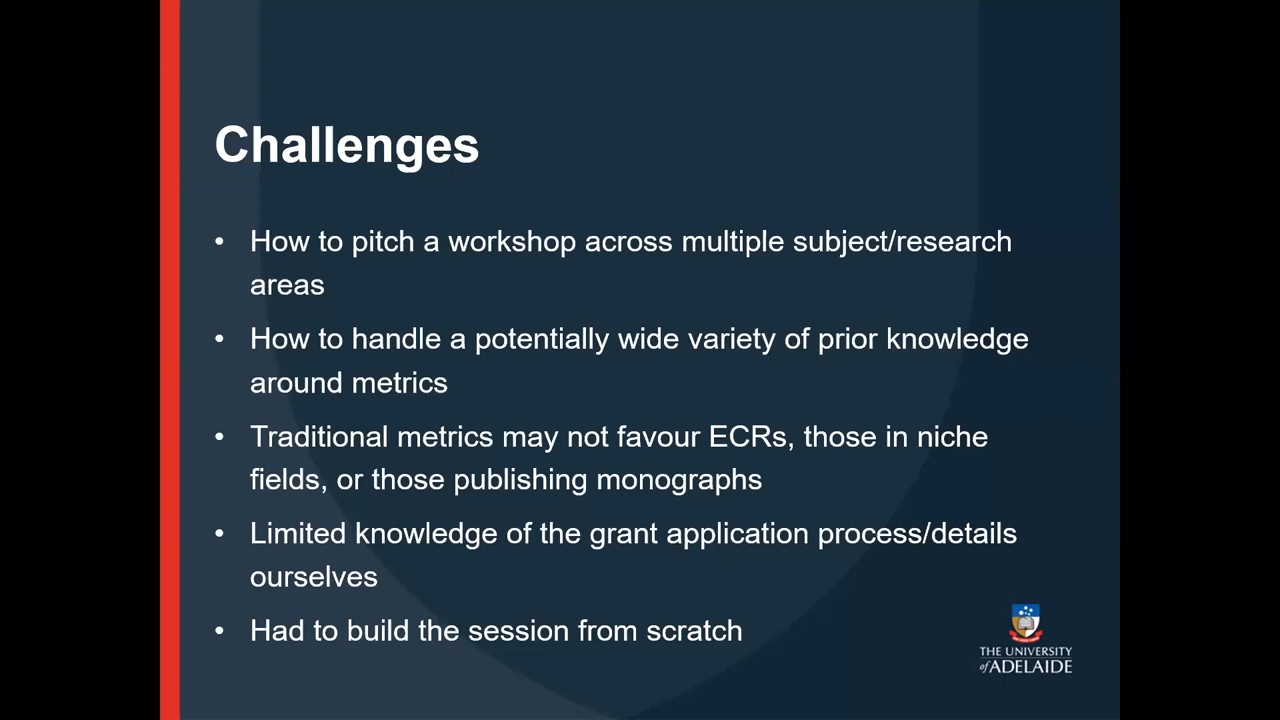 Challenges
• How to pitch a workshop across multiple subject/research
areas
• How to handle a potentially wide variety of prior knowledge
around metrics
• Traditional metrics may not favour ECRs, those in niche
fields, or those publishing monographs
• Limited knowledge of the grant application process/details
ourselves
• Had to build the session from scratch
THE UNIVERSITY
of ADELAIDE